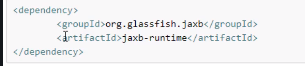 <dependency>
<groupId>org.glassfish.jaxb</groupId>
<artifactId>jaxb-runtime</artifactId>
</dependency>